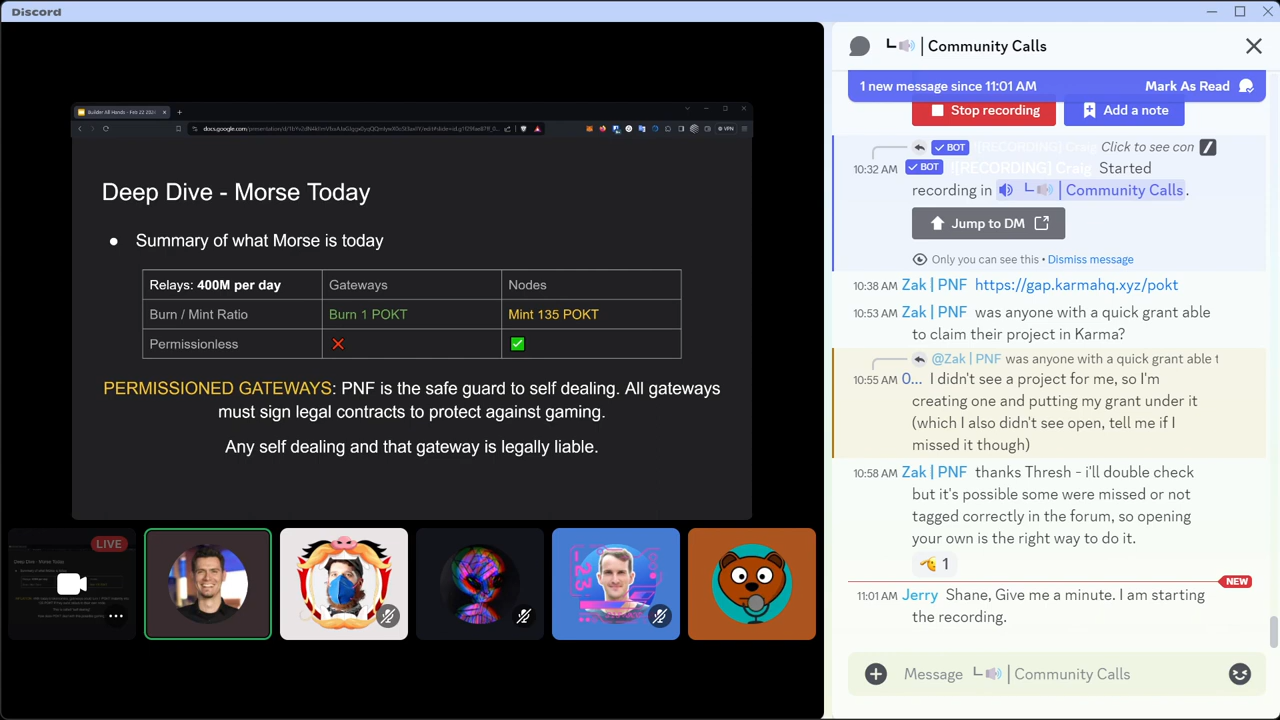 Discord
Community Calls
1 new message since 11:01 AM
Mark As Read
Builder All Hands - Feb 22 202
Stop recording
Add a note
BOT
![RECORDING] Craig
Click to see con
10:32 AM
BOT
![RECORDING] Craig
Started
recording in Community Calls.
Jump to DM
Only you can see this • Dismiss message
Deep Dive - Morse Today
● Summary of what Morse is today
Relays: 400M per day Gateways Nodes
Burn / Mint Ratio Burn 1 POKT Mint 135 POKT
Permissionless ❌ ✅
PERMISSIONED GATEWAYS: PNF is the safe guard to self dealing. All gateways
must sign legal contracts to protect against gaming.
Any self dealing and that gateway is legally liable.
LIVE
10:38 AM Zak | PNF https://gap.karmahq.xyz/pokt
10:53 AM Zak | PNF was anyone with a quick grant able
to claim their project in Karma?
@Zak | PNF was anyone with a quick grant able t
10:55 AM 0... I didn't see a project for me, so I'm
creating one and putting my grant under it
(which I also didn't see open, tell me if I
missed it though)
10:58 AM Zak | PNF thanks Thresh - i'll double check
but it's possible some were missed or not
tagged correctly in the forum, so opening
your own is the right way to do it.
1
NEW
11:01 AM Jerry Shane, Give me a minute. I am starting
the recording.
Message Community Calls